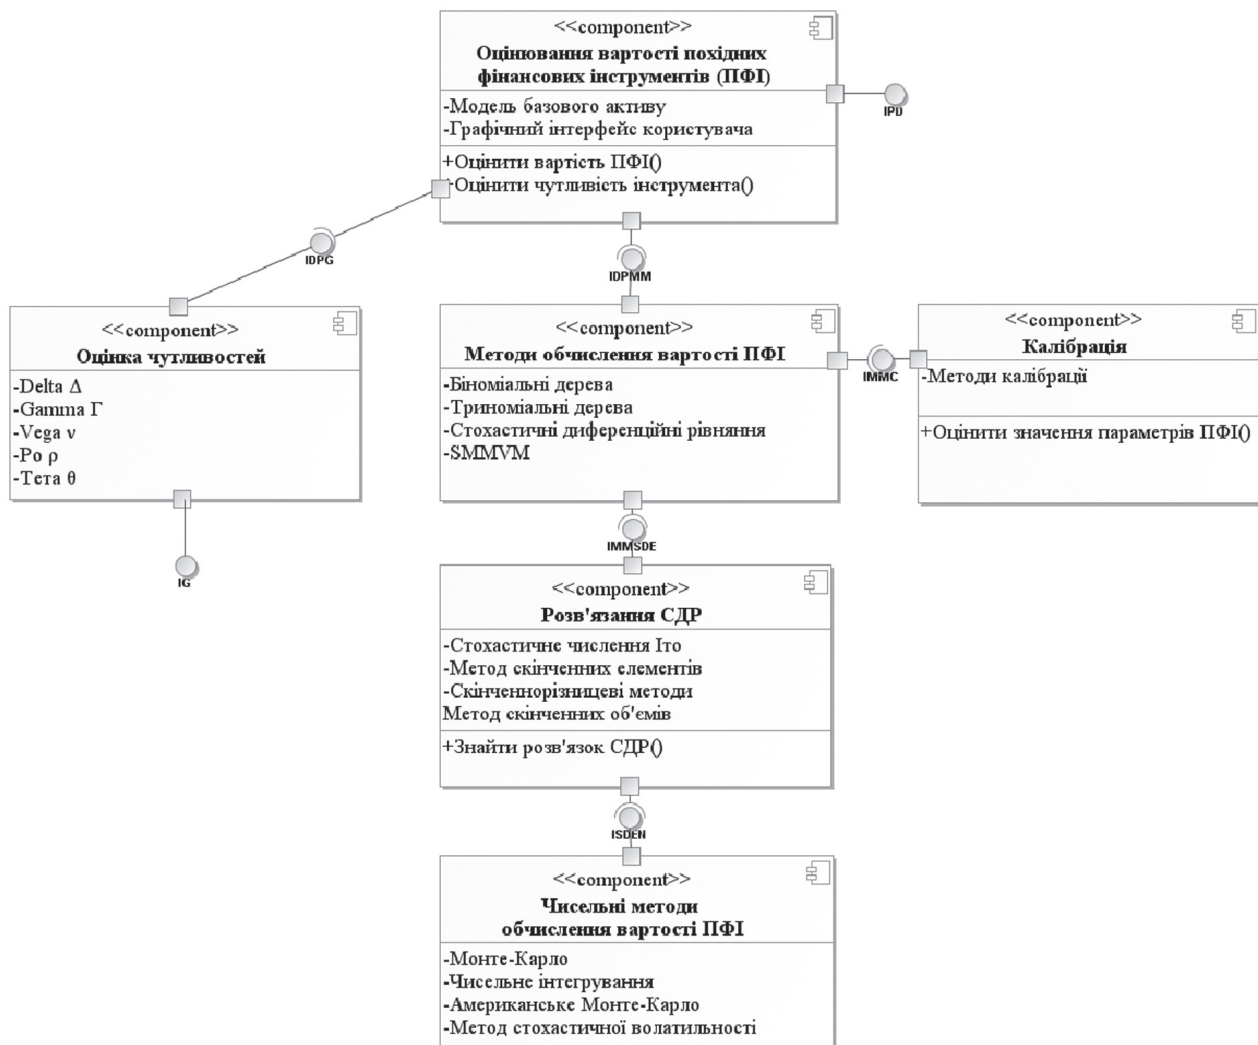 <<component>>
Оцінювання вартості похідних
фінансових інструментів (ПФІ)
-Модель базового активу
-Графічний інтерфейс користувача
+Оцінити вартість ПФІ()
+Оцінити чутливість інструмента()
IPD
IDPG
IDPMM
<<component>>
Оцінка чутливостей
-Delta Δ
-Gamma Γ
-Vega ν
-Ро ρ
-Тета θ
IG
<<component>>
Методи обчислення вартості ПФІ
-Біноміальні дерева
-Триноміальні дерева
-Стохастичні диференційні рівняння
-SMMVM
IMMC
<<component>>
Калібрація
-Методи калібрації
+Оцінити значення параметрів ПФІ()
IMMSDE
<<component>>
Розв'язання СДР
-Стохастичне числення Іто
-Метод скінченних елементів
-Скінченнорізницеві методи
Метод скінченних об'ємів
+Знайти розв'язок СДР()
ISDEN
<<component>>
Чисельні методи
обчислення вартості ПФІ
-Монте-Карло
-Чисельне інтегрування
-Американське Монте-Карло
-Метод стохастичної волатильності